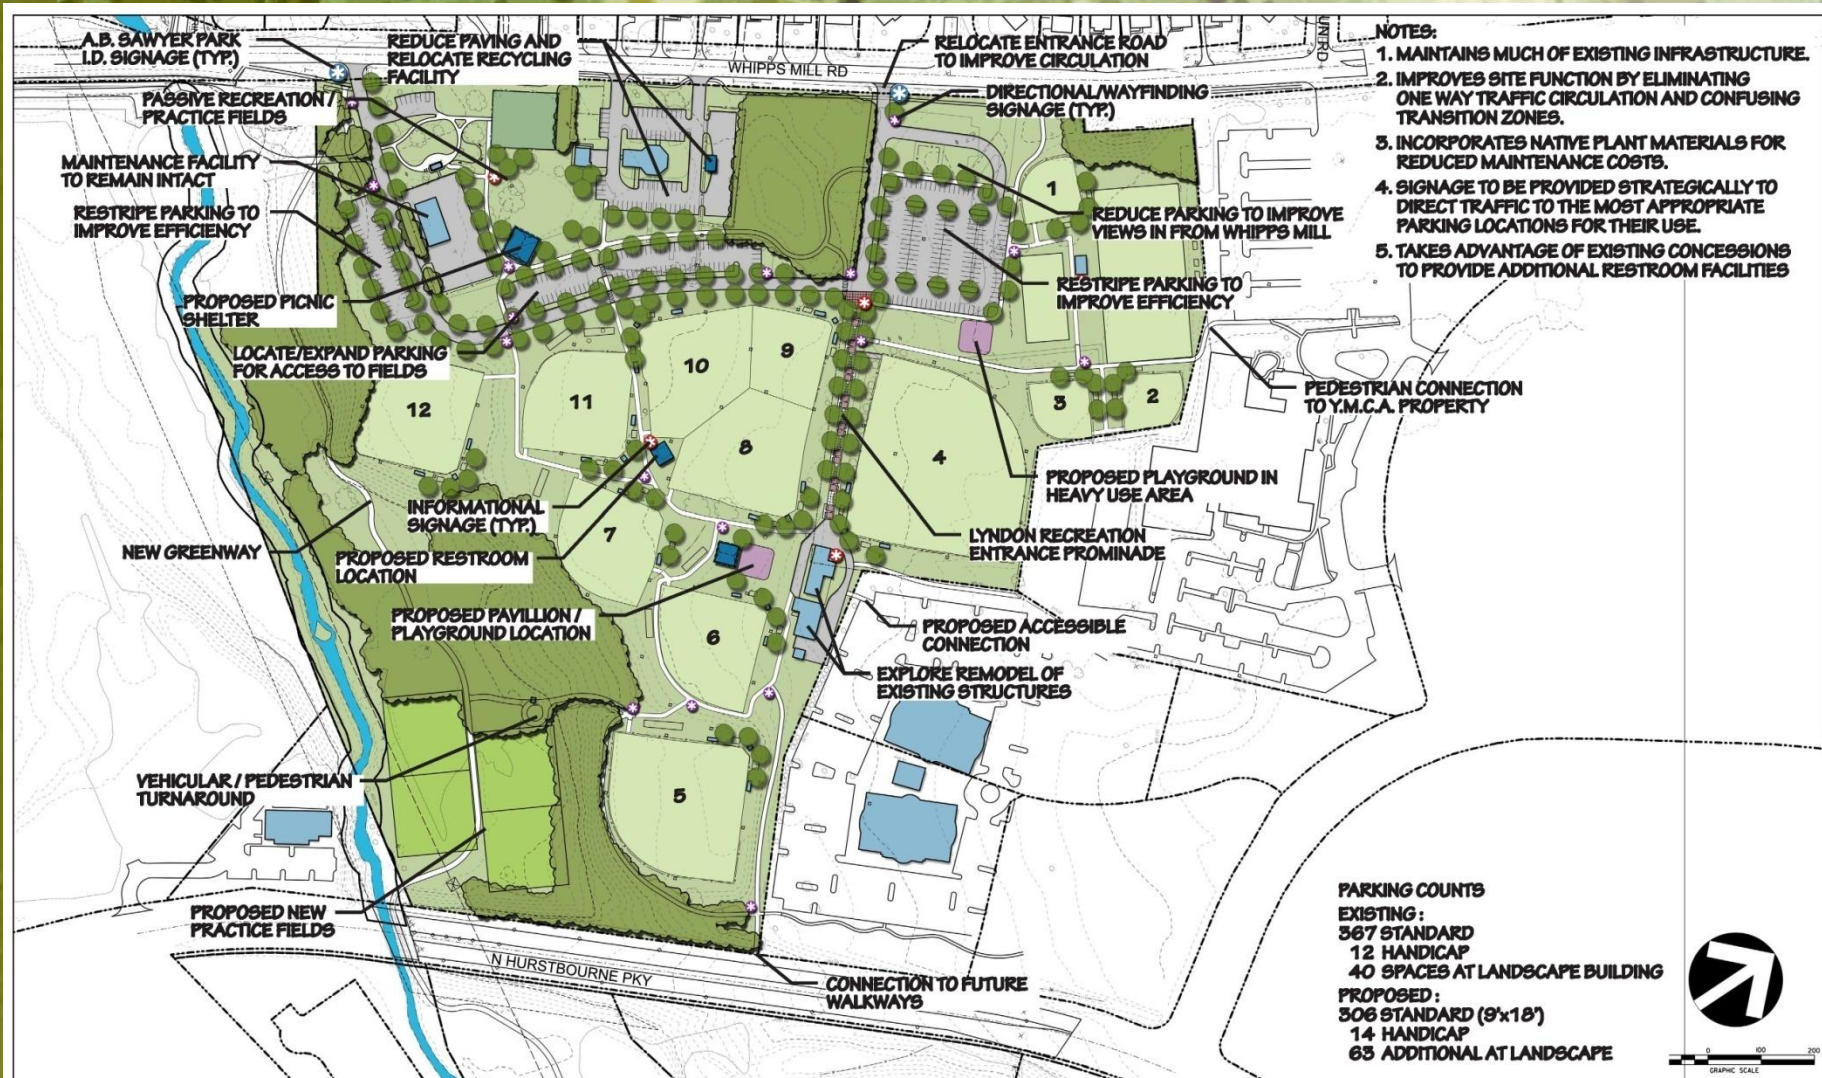 A.B. SAWYER PARK
I.D. SIGNAGE (TYP.)
REDUCE PAVING AND
RELOCATE RECYCLING
FACILITY
WHIPPS MILL RD
RELOCATE ENTRANCE ROAD
TO IMPROVE CIRCULATION
DIRECTIONAL/WAYFINDING
SIGNAGE (TYP.)
PASSIVE RECREATION /
PRACTICE FIELDS
MAINTENANCE FACILITY
TO REMAIN INTACT
RESTRIPE PARKING TO
IMPROVE EFFICIENCY
PROPOSED PICNIC
SHELTER
LOCATE/EXPAND PARKING
FOR ACCESS TO FIELDS
REDUCE PARKING TO IMPROVE
VIEWS IN FROM WHIPPS MILL
RESTRIPE PARKING TO
IMPROVE EFFICIENCY
PEDESTRIAN CONNECTION
TO Y.M.C.A. PROPERTY
1
2
3
4
5
6
7
8
9
10
11
12
PROPOSED PLAYGROUND IN
HEAVY USE AREA
LYNDON RECREATION
ENTRANCE PROMINADE
INFORMATIONAL
SIGNAGE (TYP.)
NEW GREENWAY
PROPOSED RESTROOM
LOCATION
PROPOSED PAVILLION /
PLAYGROUND LOCATION
PROPOSED ACCESSIBLE
CONNECTION
EXPLORE REMODEL OF
EXISTING STRUCTURES
VEHICULAR / PEDESTRIAN
TURNAROUND
PROPOSED NEW
PRACTICE FIELDS
N HURSTBOURNE PKY
CONNECTION TO FUTURE
WALKWAYS
NOTES:
1. MAINTAINS MUCH OF EXISTING INFRASTRUCTURE.
2. IMPROVES SITE FUNCTION BY ELIMINATING
ONE WAY TRAFFIC CIRCULATION AND CONFUSING
TRANSITION ZONES.
3. INCORPORATES NATIVE PLANT MATERIALS FOR
REDUCED MAINTENANCE COSTS.
4. SIGNAGE TO BE PROVIDED STRATEGICALLY TO
DIRECT TRAFFIC TO THE MOST APPROPRIATE
PARKING LOCATIONS FOR THEIR USE.
5. TAKES ADVANTAGE OF EXISTING CONCESSIONS
TO PROVIDE ADDITIONAL RESTROOM FACILITIES
PARKING COUNTS
EXISTING :
367 STANDARD
12 HANDICAP
40 SPACES AT LANDSCAPE BUILDING
PROPOSED :
306 STANDARD (9'x18')
14 HANDICAP
63 ADDITIONAL AT LANDSCAPE
0 100 200
GRAPHIC SCALE